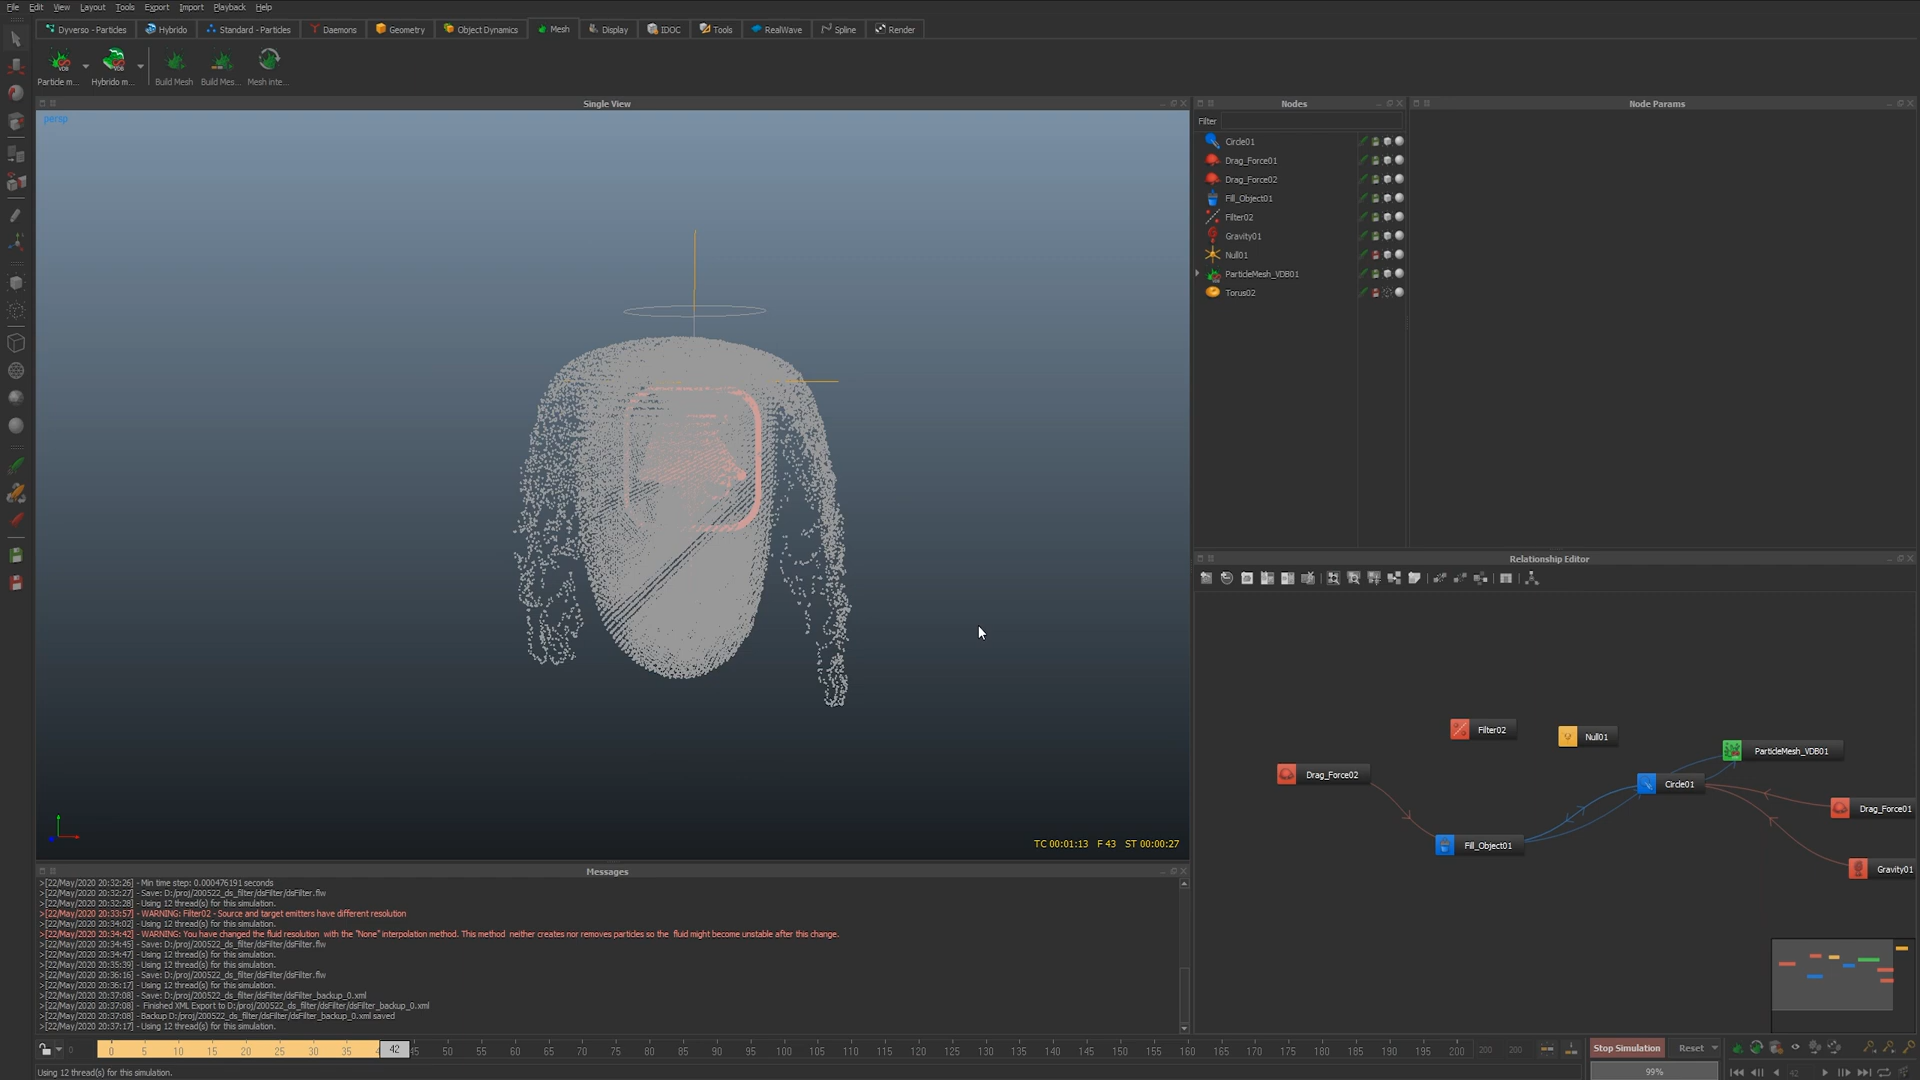 File Edit View Layout Tools Export Import Playback Help
Dyverso - Particles Hybrido Standard - Particles Daemons Geometry Object Dynamics Mesh Display IDOC Tools RealWave Spline Render
Particle m... Hybrido m... Build Mesh Build Mes... Mesh inte...
Single View
Nodes
Node Params
persp
Filter
Circle01
Drag_Force01
Drag_Force02
Fill_Object01
Filter02
Gravity01
Null01
ParticleMesh_VDB01
Torus02
TC 00:01:13 F 43 ST 00:00:27
Relationship Editor
Filter02
Null01
ParticleMesh_VDB01
Drag_Force02
Circle01
Drag_Force01
Fill_Object01
Gravity01
Messages
>[22/May/2020 20:32:26] - Min time step: 0.000476191 seconds
>[22/May/2020 20:32:27] - Save: D:/proj/200522_ds_filter/dsFilter/dsFilter.flw
>[22/May/2020 20:32:28] - Using 12 thread(s) for this simulation.
>[22/May/2020 20:33:57] - WARNING: Filter02 - Source and target emitters have different resolution
>[22/May/2020 20:34:02] - Using 12 thread(s) for this simulation.
>[22/May/2020 20:34:42] - WARNING: You have changed the fluid resolution with the "None" interpolation method. This method neither creates nor removes particles so the fluid might become unstable after this change.
>[22/May/2020 20:34:45] - Save: D:/proj/200522_ds_filter/dsFilter/dsFilter.flw
>[22/May/2020 20:34:47] - Using 12 thread(s) for this simulation.
>[22/May/2020 20:35:39] - Using 12 thread(s) for this simulation.
>[22/May/2020 20:36:16] - Save: D:/proj/200522_ds_filter/dsFilter/dsFilter.flw
>[22/May/2020 20:36:17] - Using 12 thread(s) for this simulation.
>[22/May/2020 20:37:08] - Save: D:/proj/200522_ds_filter/dsFilter/dsFilter_backup_0.xml
>[22/May/2020 20:37:08] - Finished XML Export to D:/proj/200522_ds_filter/dsFilter/dsFilter_backup_0.xml
>[22/May/2020 20:37:08] - Backup D:/proj/200522_ds_filter/dsFilter/dsFilter_backup_0.xml saved
>[22/May/2020 20:37:17] - Using 12 thread(s) for this simulation.
0 0 5 10 15 20 25 30 35 42 45 50 55 60 65 70 75 80 85 90 95 100 105 110 115 120 125 130 135 140 145 150 155 160 165 170 175 180 185 190 195 200 200 200
Stop Simulation Reset
Using 12 thread(s) for this simulation.
99%
42